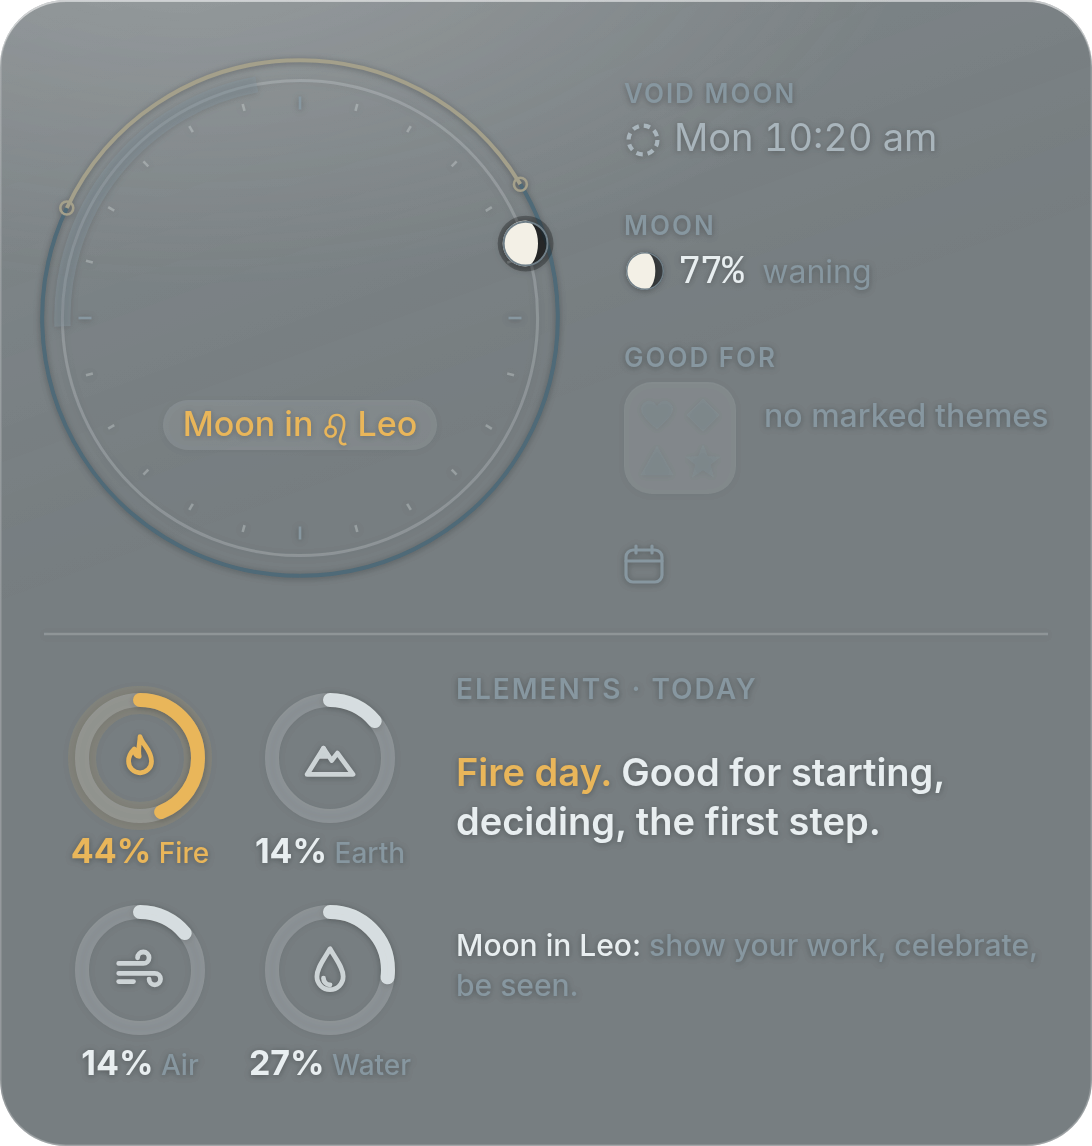 VOID MOON
Mon 10:20 am
MOON
77% waning
GOOD FOR
no marked themes
Moon in ♌ Leo
ELEMENTS · TODAY
Fire day. Good for starting,
deciding, the first step.
44% Fire
14% Earth
Moon in Leo: show your work, celebrate,
be seen.
14% Air
27% Water